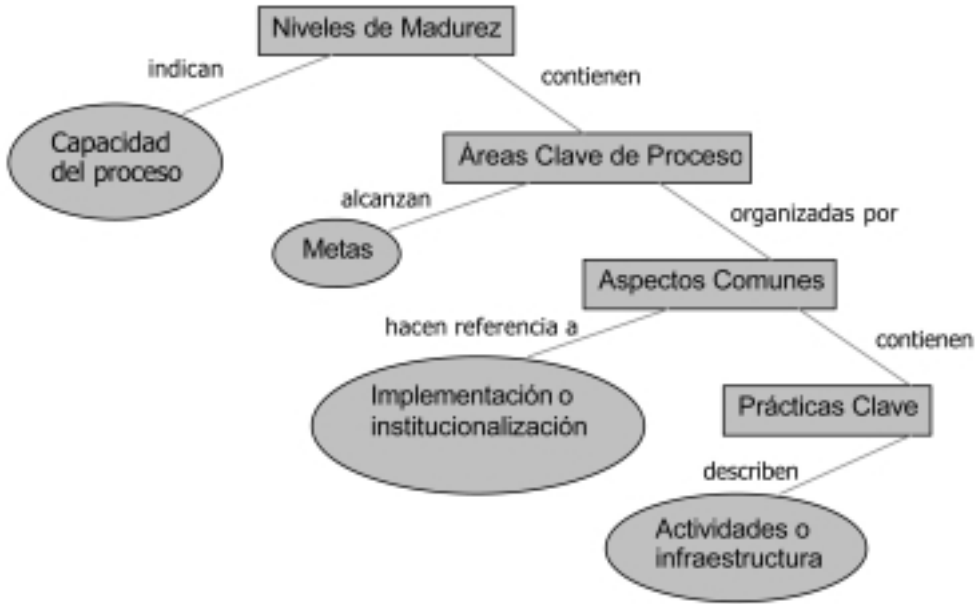 Niveles de Madurez
indican
contienen
Capacidad
del proceso
Áreas Clave de Proceso
alcanzan
organizadas por
Metas
Aspectos Comunes
hacen referencia a
contienen
Implementación o
institucionalización
Prácticas Clave
describen
Actividades o
infraestructura